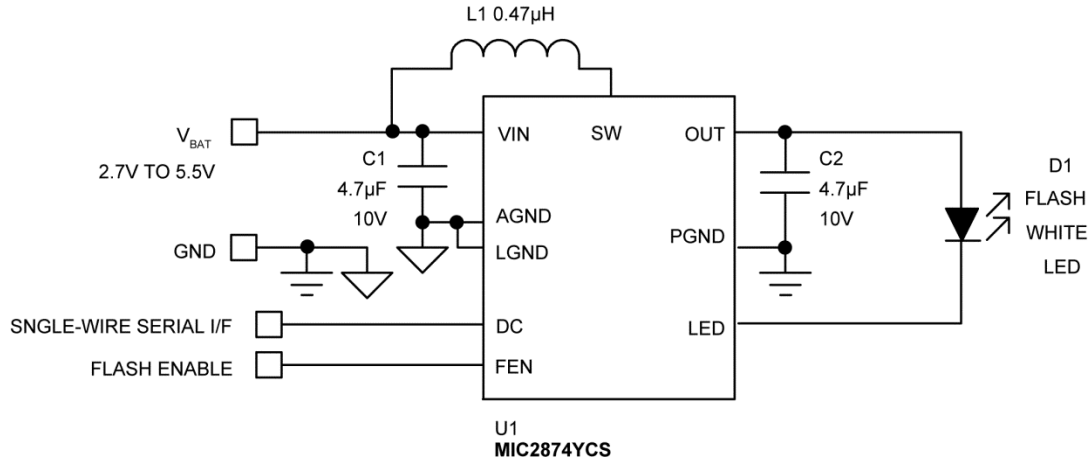 L1 0.47µH
VBAT
2.7V TO 5.5V
VIN
SW
OUT
C1
4.7µF
10V
C2
4.7µF
10V
D1
FLASH
WHITE
LED
AGND
LGND
PGND
GND
SNGLE-WIRE SERIAL I/F
DC
LED
FLASH ENABLE
FEN
U1
MIC2874YCS